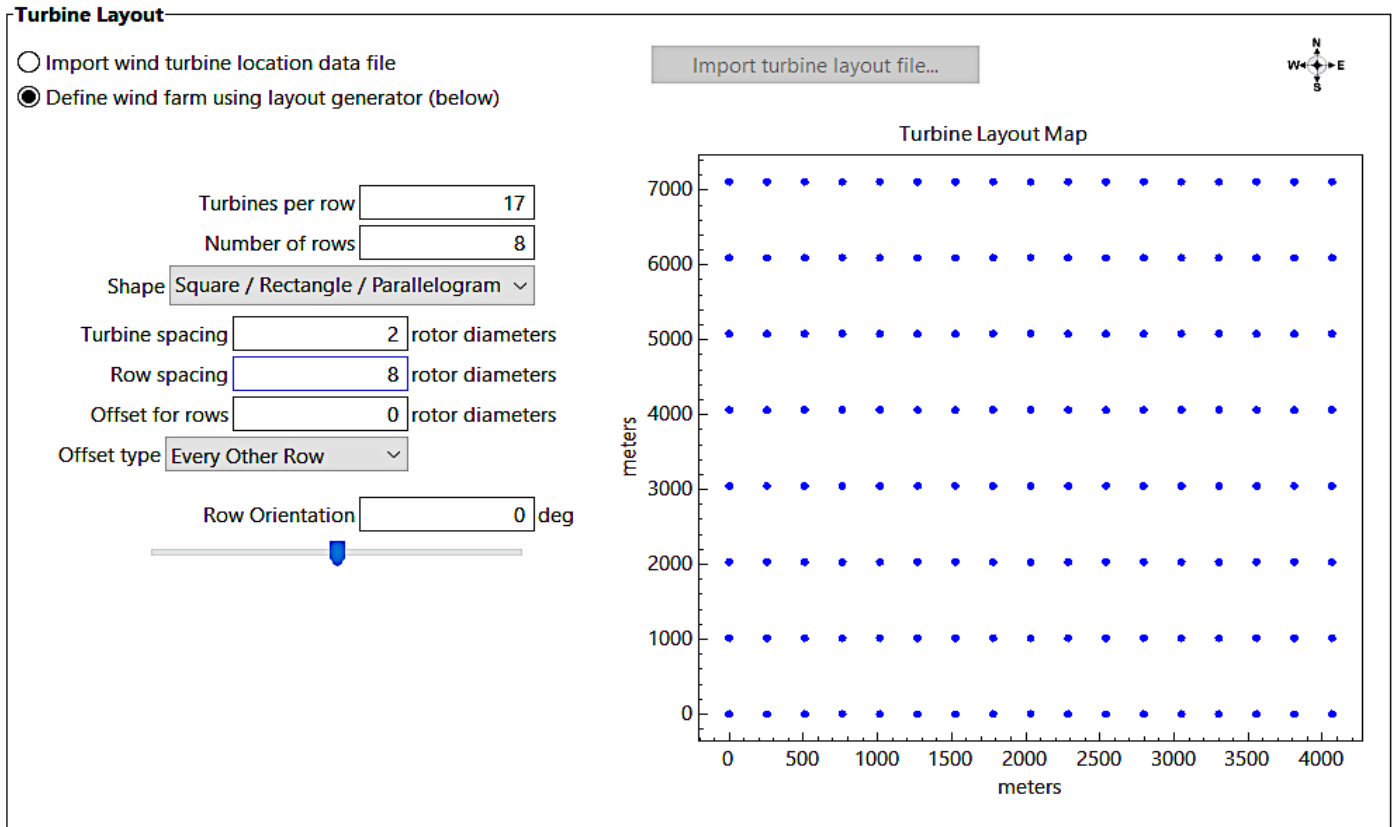 Turbine Layout
Import wind turbine location data file
Import turbine layout file...
Define wind farm using layout generator (below)
N
W E
S
Turbine Layout Map
Turbines per row 17
Number of rows 8
Shape Square / Rectangle / Parallelogram
Turbine spacing 2 rotor diameters
Row spacing 8 rotor diameters
Offset for rows 0 rotor diameters
Offset type Every Other Row
Row Orientation 0 deg
meters
7000
6000
5000
4000
3000
2000
1000
0
0 500 1000 1500 2000 2500 3000 3500 4000
meters